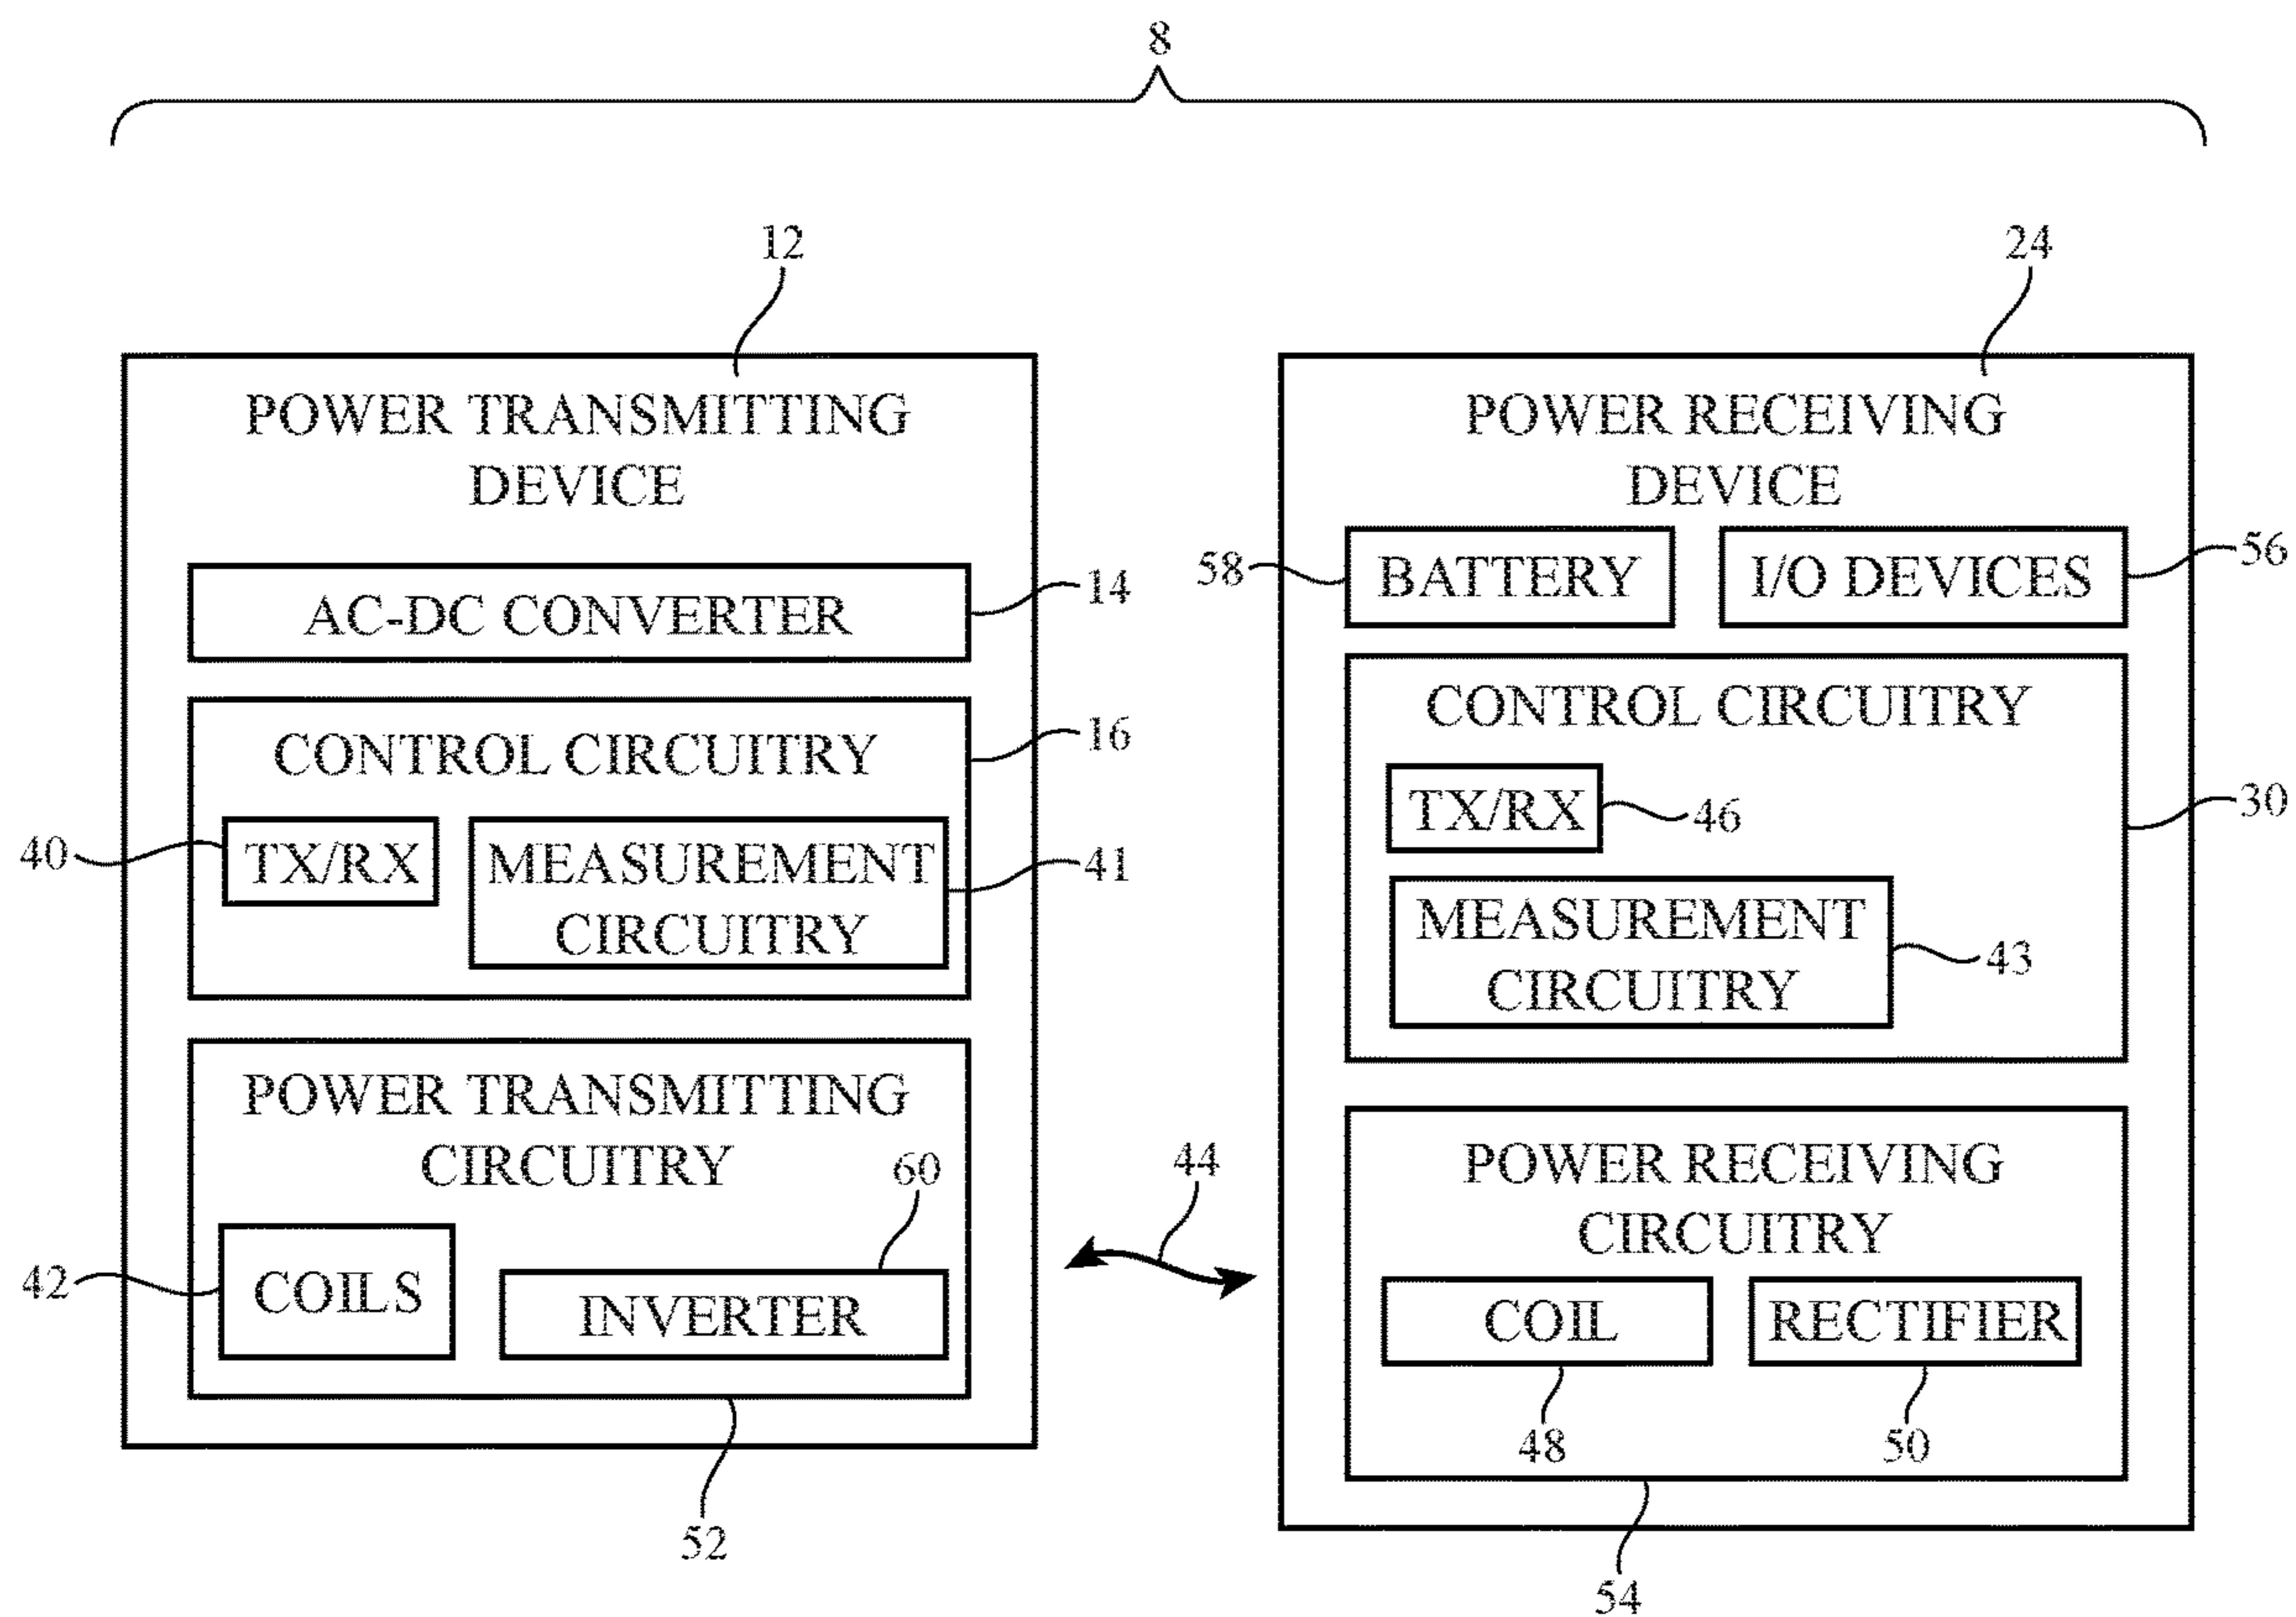 8
12
POWER TRANSMITTING
DEVICE
AC-DC CONVERTER
14
CONTROL CIRCUITRY
16
40
TX/RX
MEASUREMENT
CIRCUITRY
41
POWER TRANSMITTING
CIRCUITRY
60
42
COILS
INVERTER
52
44
24
POWER RECEIVING
DEVICE
58
BATTERY
I/O DEVICES
56
CONTROL CIRCUITRY
TX/RX
46
30
MEASUREMENT
CIRCUITRY
43
POWER RECEIVING
CIRCUITRY
COIL
RECTIFIER
48
50
54